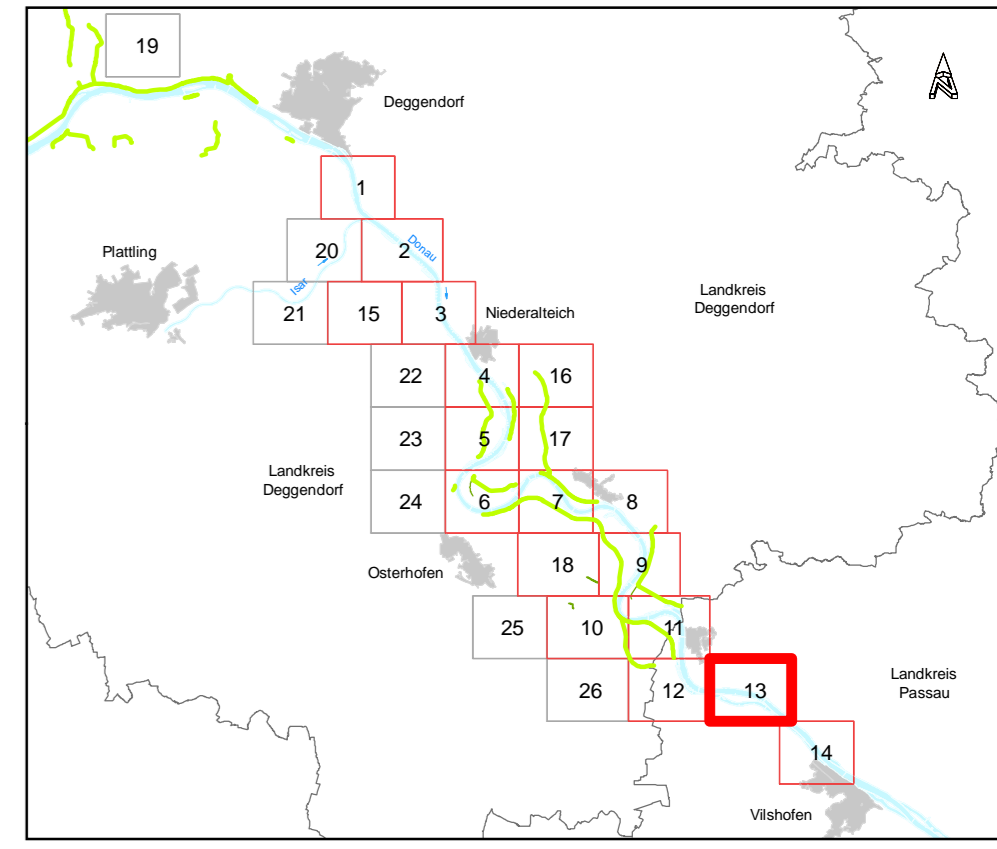 19
Deggendorf
1
Plattling
20
Donau
2
Isar
21
15
3
Niederalteich
Landkreis
Deggendorf
22
4
16
23
5
17
Landkreis
Deggendorf
24
6
7
8
Osterhofen
18
9
25
10
11
26
12
13
Landkreis
Passau
14
Vilshofen